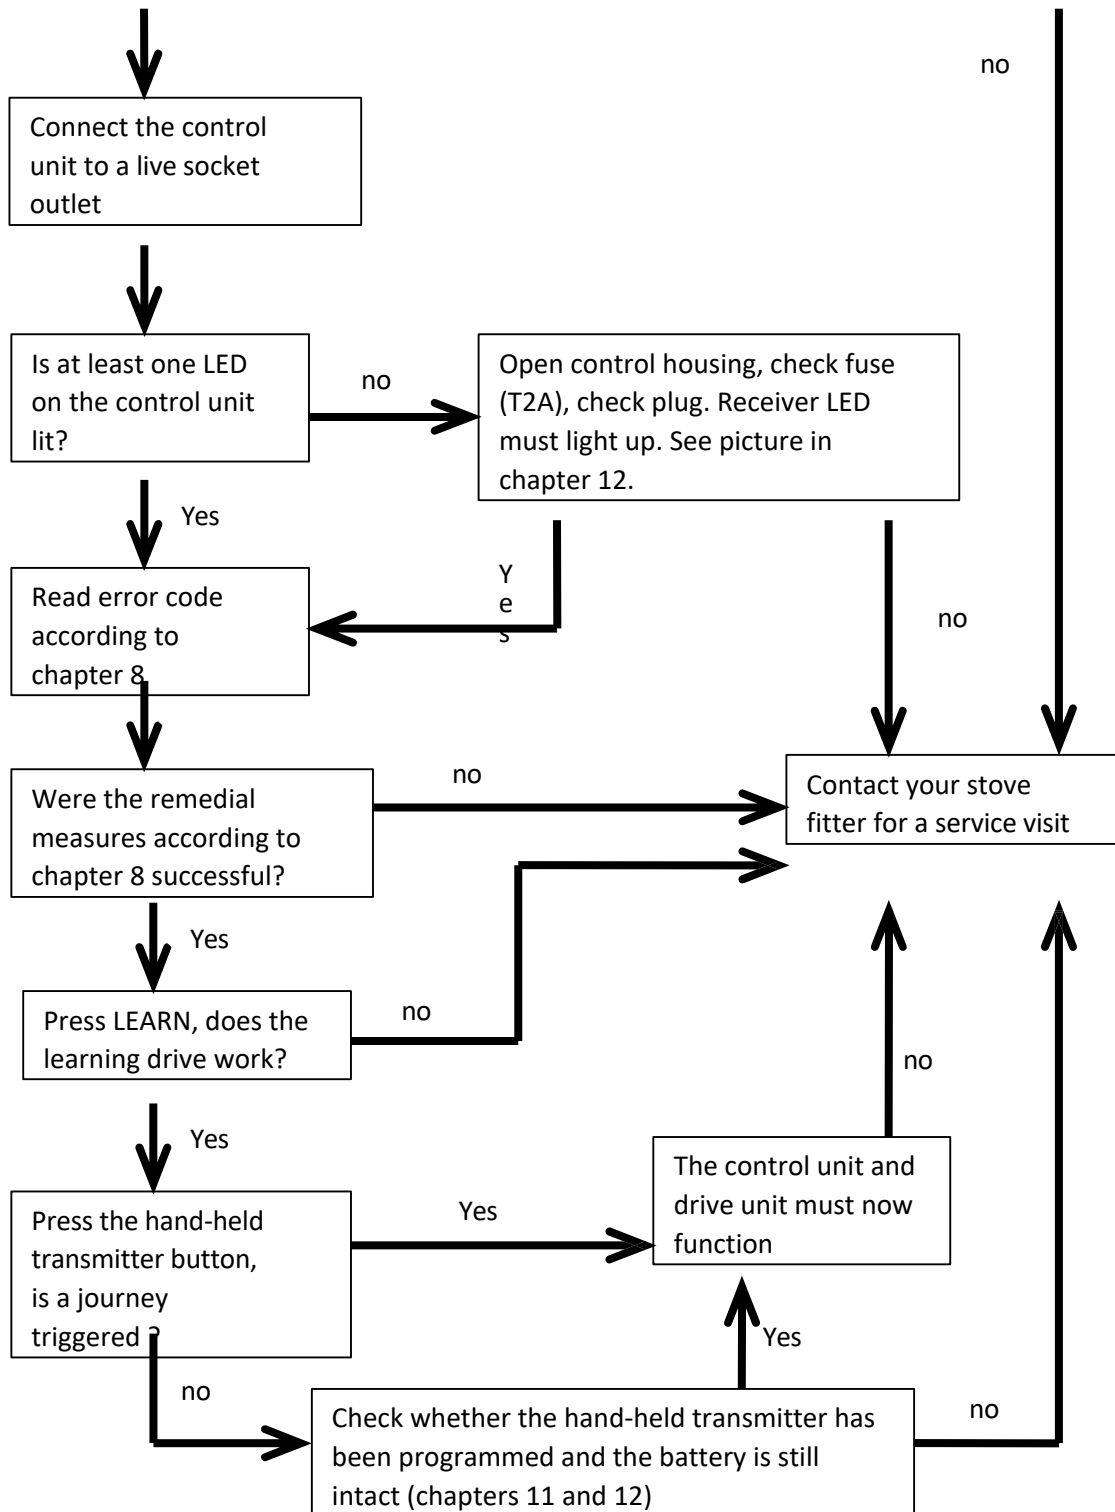 no
Connect the control
unit to a live socket
outlet
Is at least one LED
on the control unit
lit?
no
Open control housing, check fuse
(T2A), check plug. Receiver LED
must light up. See picture in
chapter 12.
Yes
Yes
Read error code
according to
chapter 8
no
Were the remedial
measures according to
chapter 8 successful?
no
Contact your stove
fitter for a service visit
Yes
Press LEARN, does the
learning drive work?
no
no
Yes
The control unit and
drive unit must now
function
Press the hand-held
transmitter button,
is a journey
triggered ?
Yes
Yes
no
Check whether the hand-held transmitter has
been programmed and the battery is still
intact (chapters 11 and 12)
no